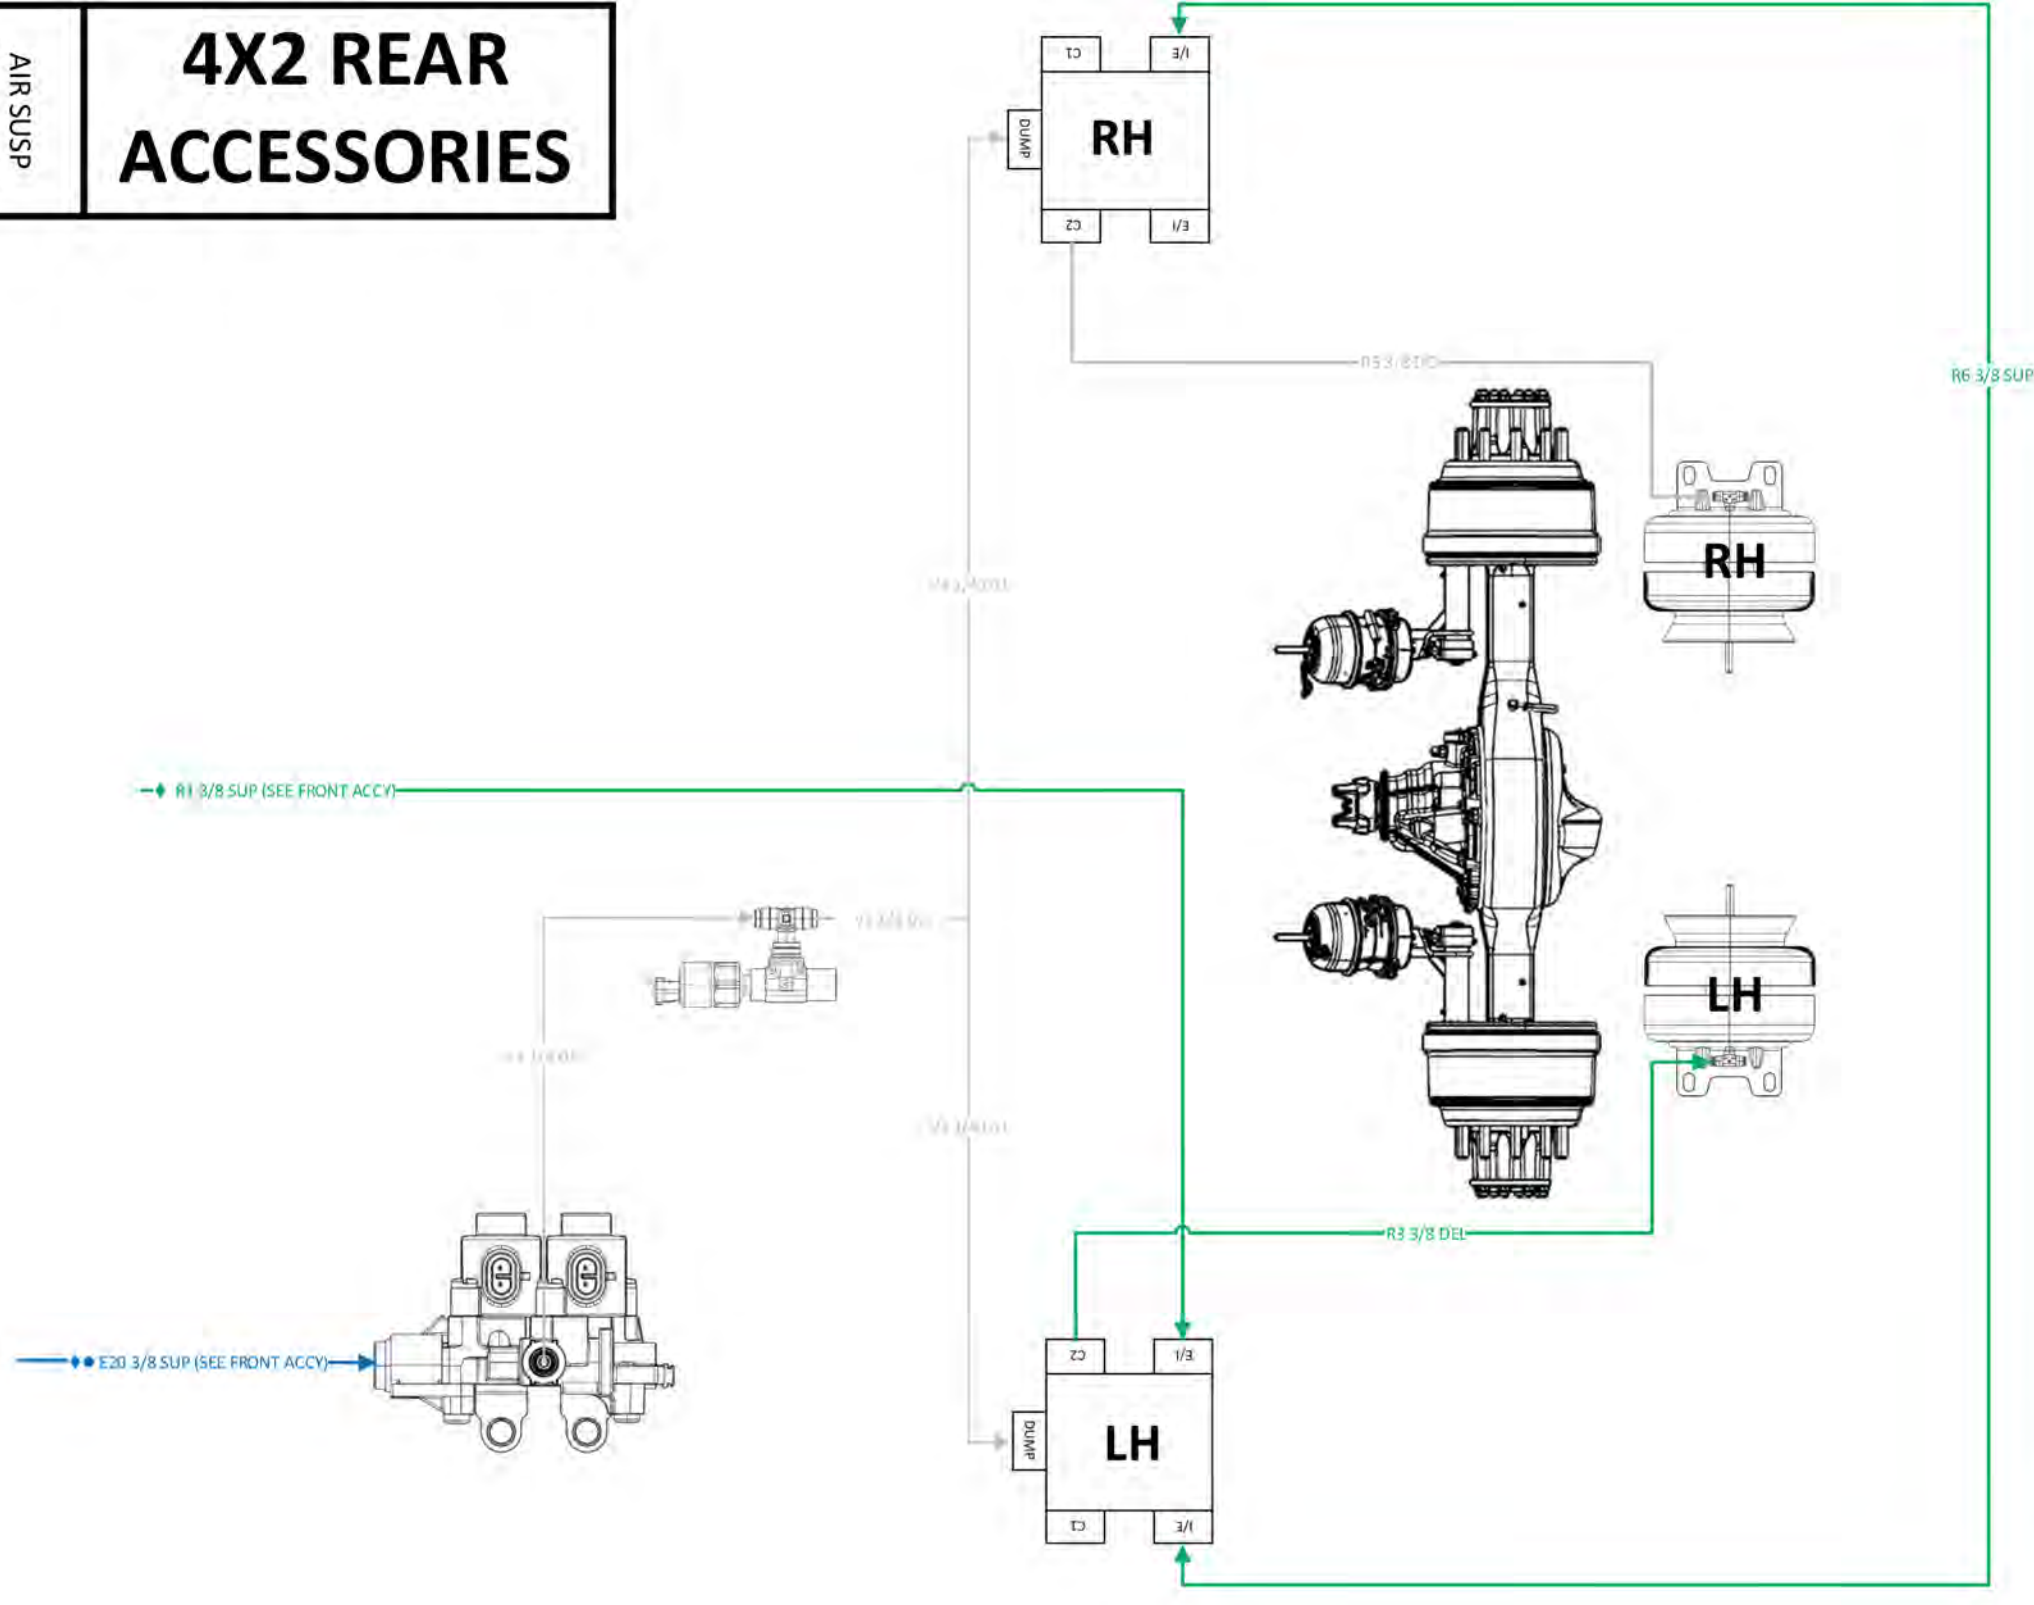 4X2 REAR
ACCESSORIES
AIR SUSP
C1
I/E
DUMP
RH
C2
E/I
R6 3/8 SUP
RH
R1 3/8 SUP (SEE FRONT ACCY)
LH
R3 3/8 DEL
E20 3/8 SUP (SEE FRONT ACCY)
C2
E/I
DUMP
LH
C1
I/E